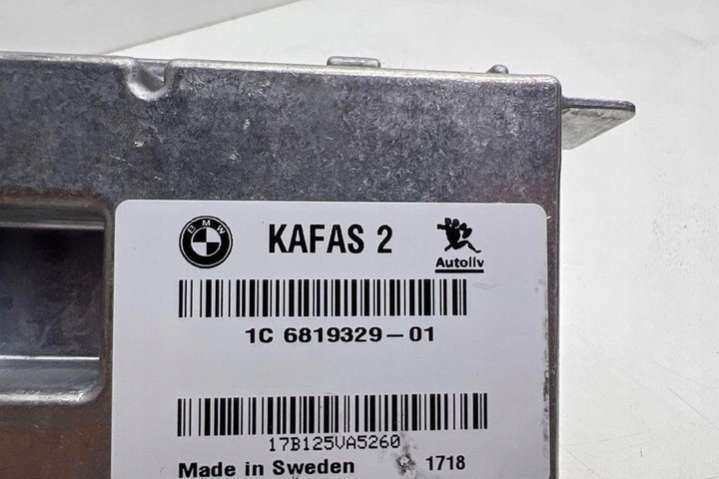 BMW
KAFAS 2
Autoliv
1C 6819329-01
17B125VA5260
Made in Sweden 1718